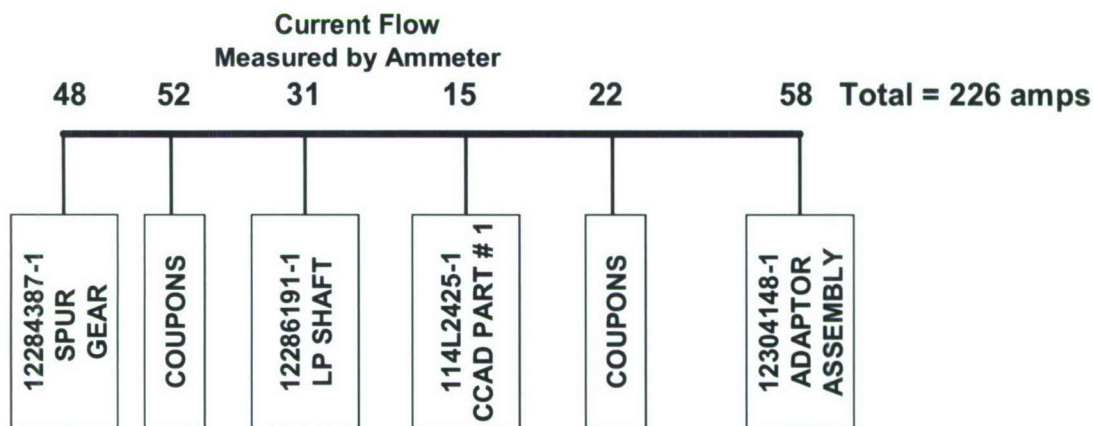 Current Flow
Measured by Ammeter
48 52 31 15 22 58 Total = 226 amps
12284387-1
SPUR
GEAR
COUPONS
12286191-1
LP SHAFT
114L2425-1
CCAD PART # 1
COUPONS
12304148-1
ADAPTOR
ASSEMBLY